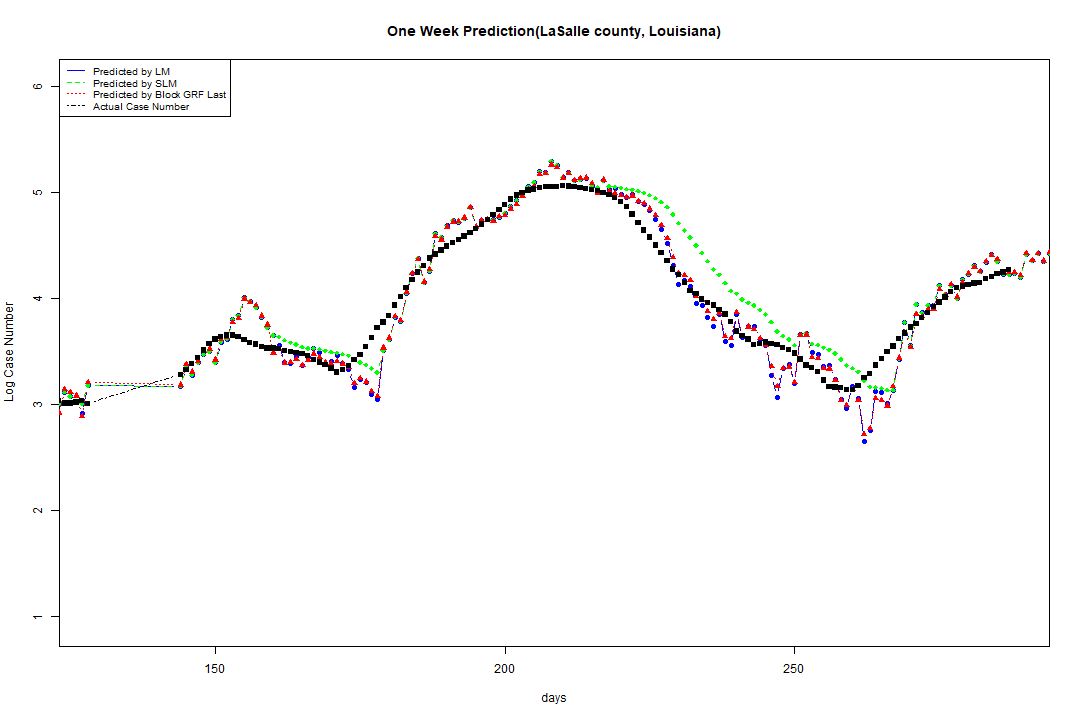 One Week Prediction(LaSalle county, Louisiana)
Predicted by LM
Predicted by SLM
Predicted by Block GRF Last
Actual Case Number
Log Case Number
6
5
4
3
2
1
150
200
250
days